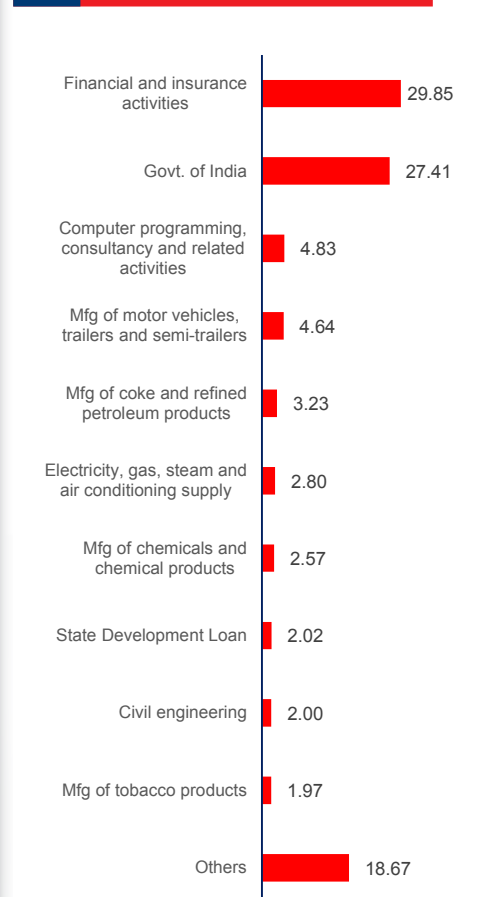 Financial and insurance
activities
29.85
Govt. of India
27.41
Computer programming,
consultancy and related
activities
4.83
Mfg of motor vehicles,
trailers and semi-trailers
4.64
Mfg of coke and refined
petroleum products
3.23
Electricity, gas, steam and
air conditioning supply
2.80
Mfg of chemicals and
chemical products
2.57
State Development Loan
2.02
Civil engineering
2.00
Mfg of tobacco products
1.97
Others
18.67